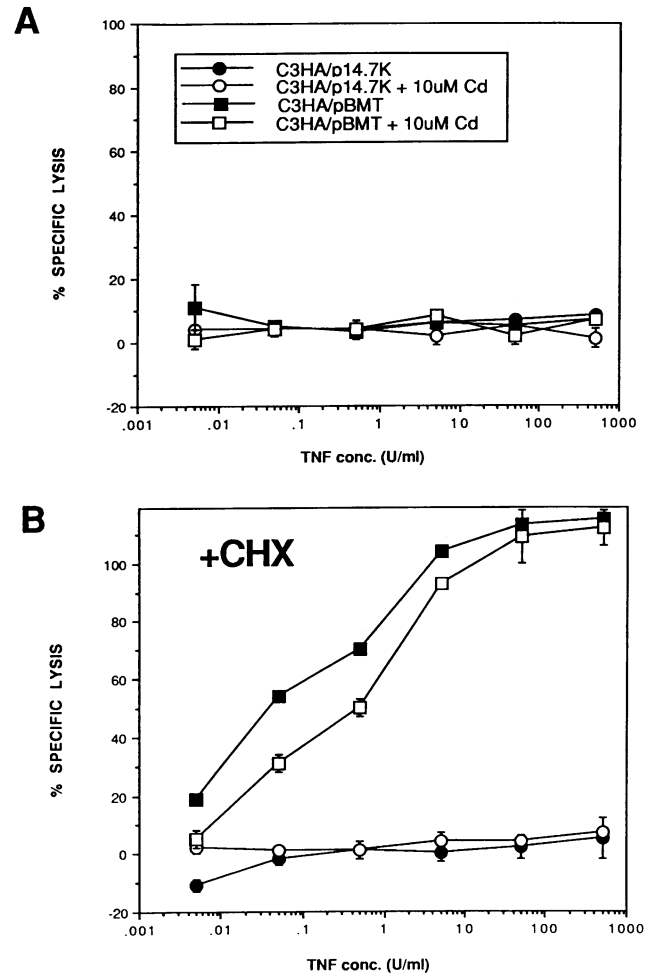 A
100
80
60
40
20
0
-20
% SPECIFIC LYSIS
C3HA/p14.7K
C3HA/p14.7K + 10uM Cd
C3HA/pBMT
C3HA/pBMT + 10uM Cd
.001 .01 .1 1 10 100 1000
TNF conc. (U/ml)
B
+CHX
100
80
60
40
20
0
-20
% SPECIFIC LYSIS
.001 .01 .1 1 10 100 1000
TNF conc. (U/ml)